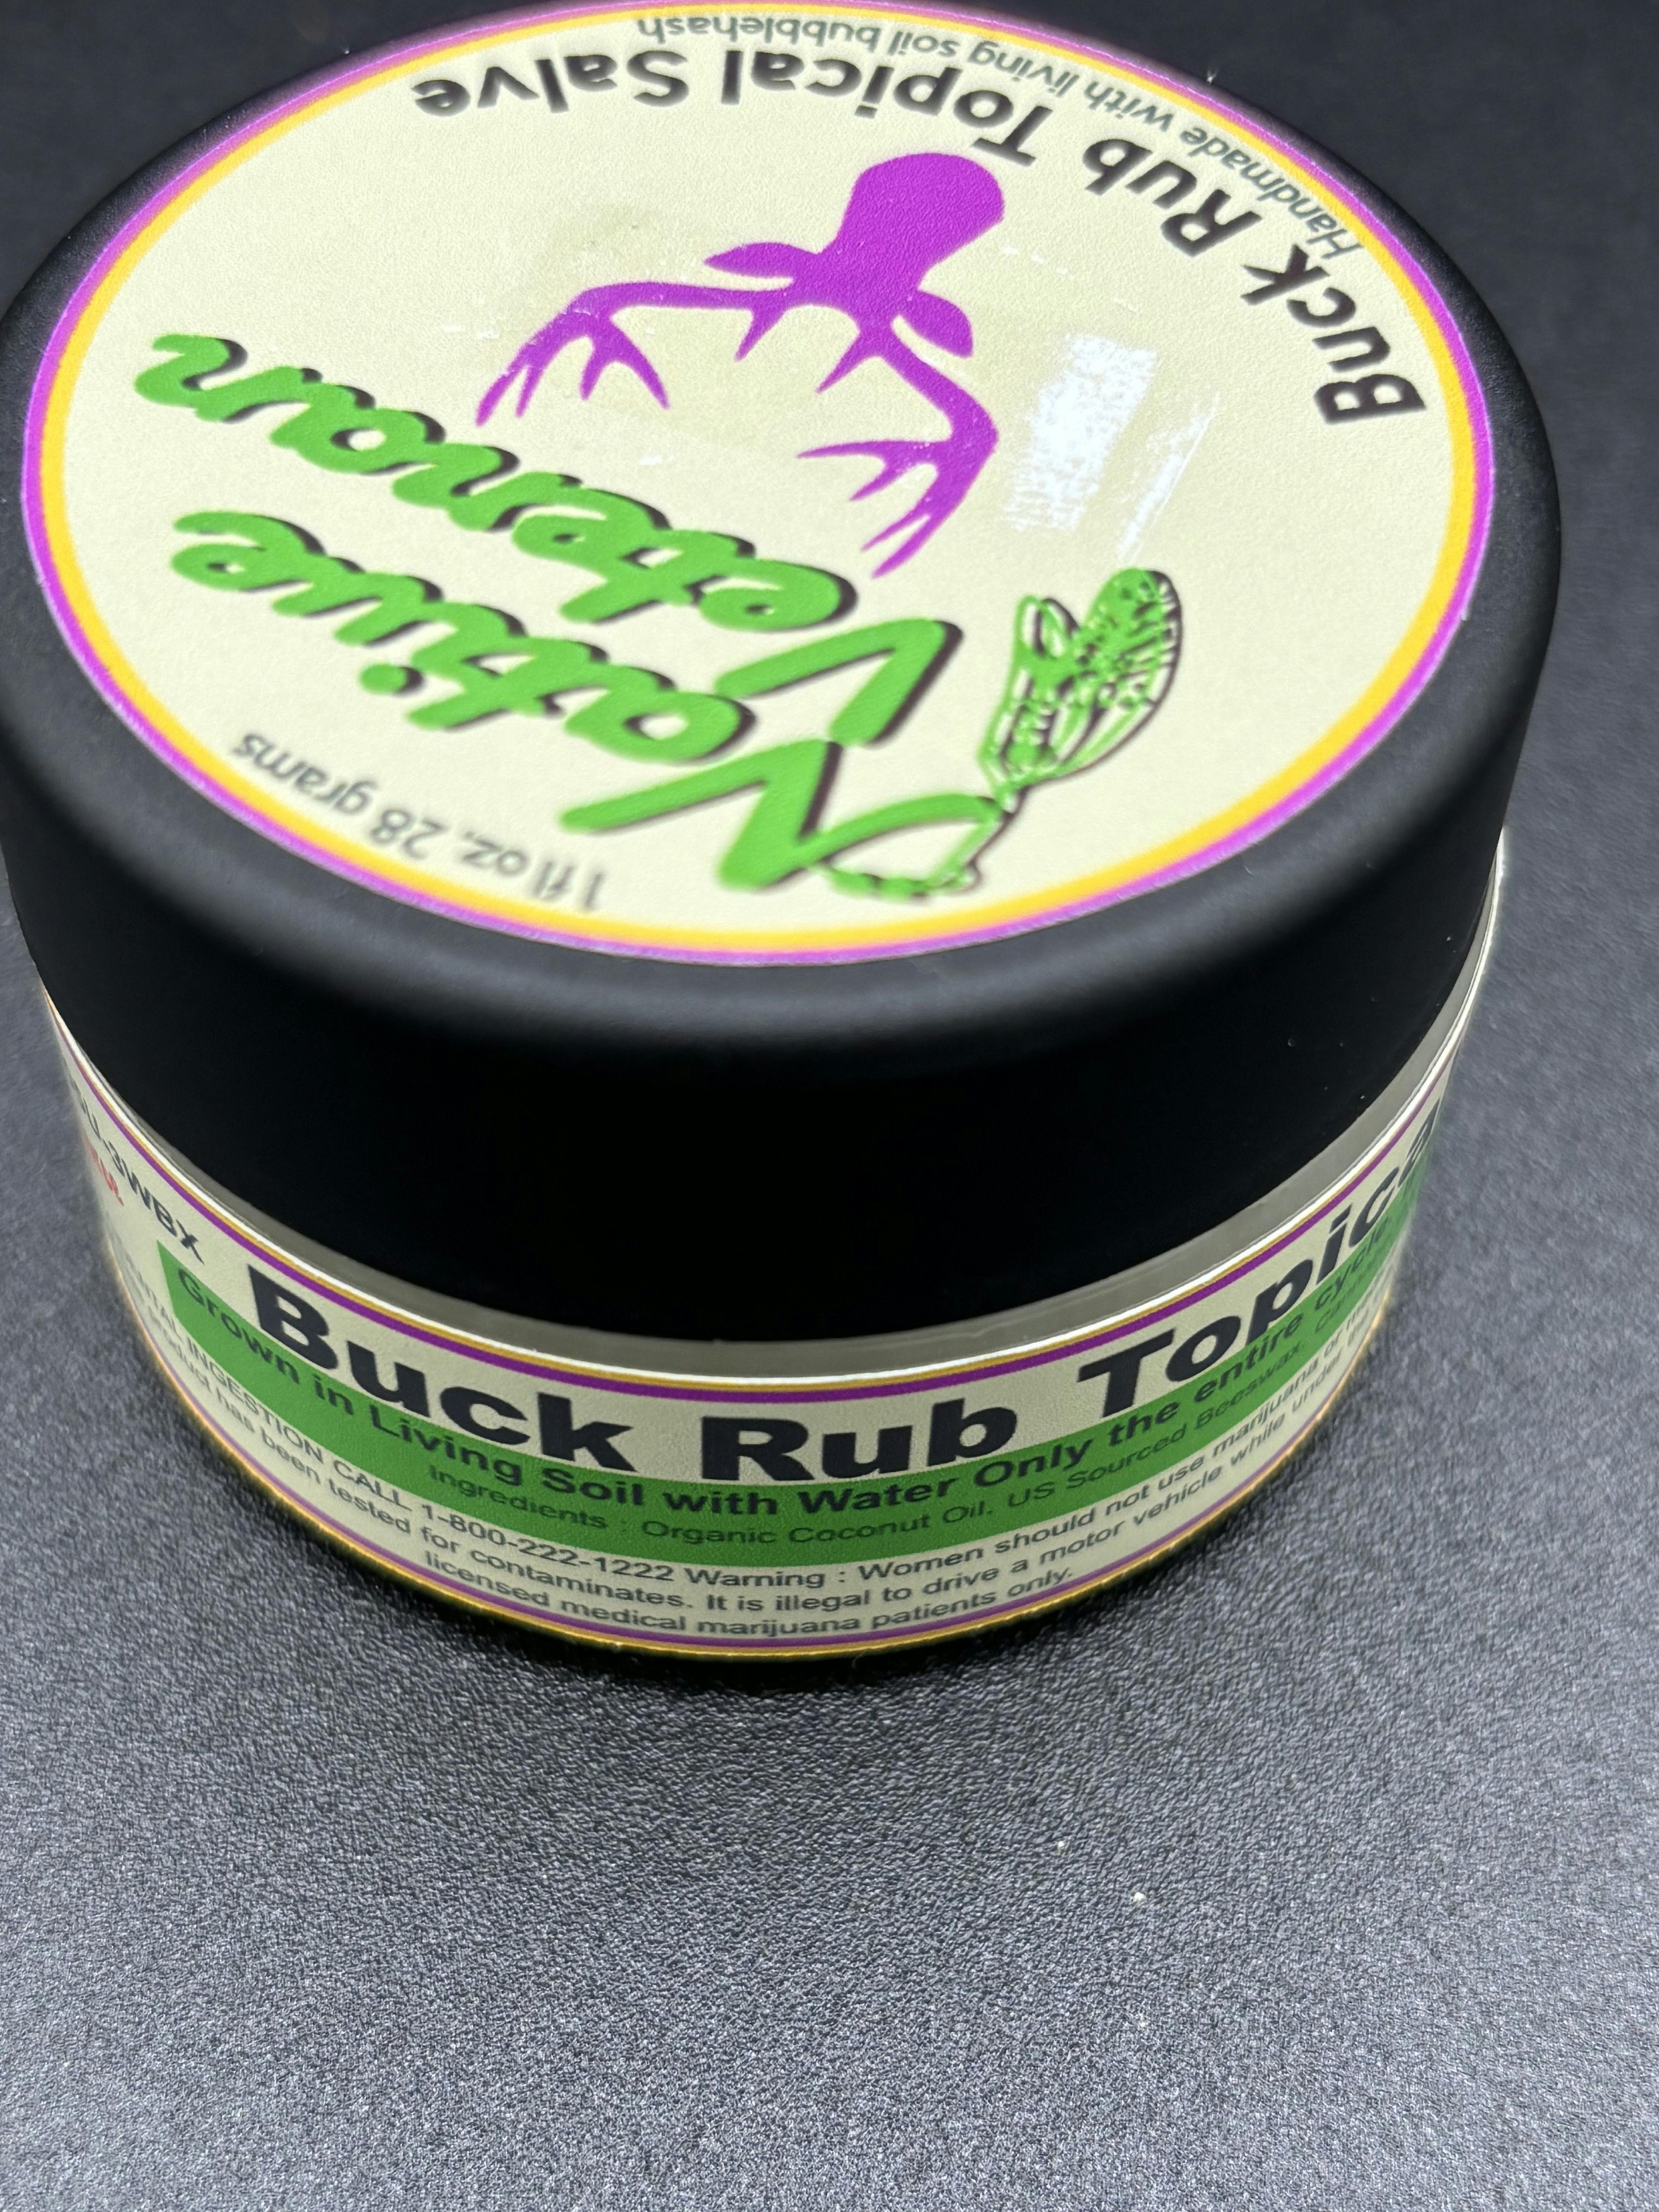 Handmade with living soil bubblehash
Buck Rub Topical Salve
Native
Veteran
1 fl oz, 28 grams
3WBX
Buck Rub Topica
Grown in Living Soil with Water Only the entire cycle
Ingredients : Organic Coconut Oil. US Sourced Beeswax.
INGESTION CALL 1-800-222-1222 Warning : Women should not use marijuana or
has been tested for contaminates. It is illegal to drive a motor vehicle while under
licensed medical marijuana patients only.